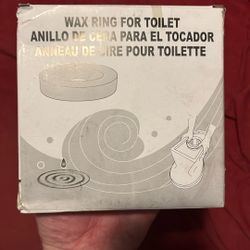 WAX RING FOR TOILET
ANILLO DE CERA PARA EL TOCADOR
ANNEAU DE CIRE POUR TOILETTE